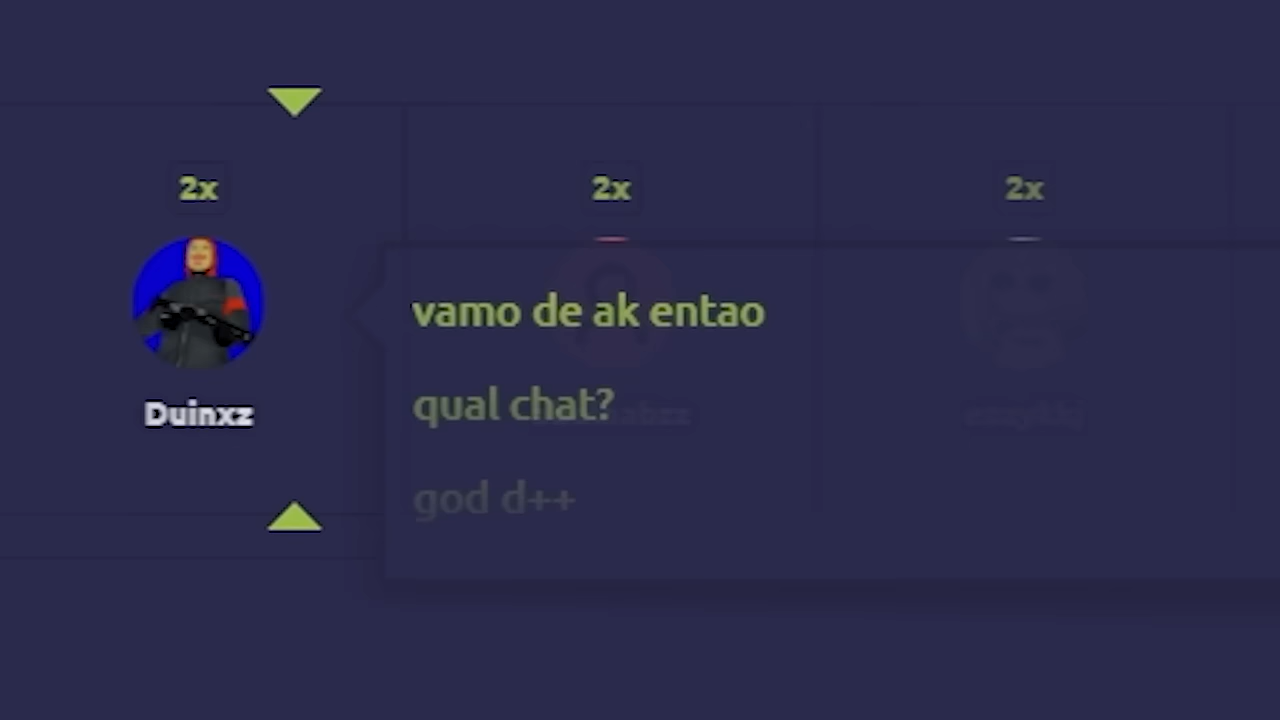 2x 2x 2x
vamo de ak entao
qual chat?
Duinxz
god d++